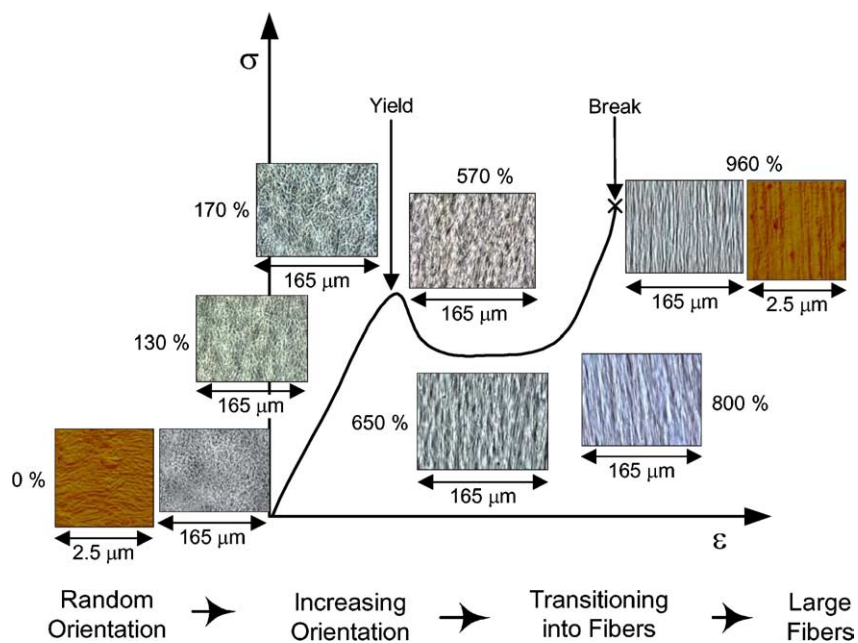 σ
Yield
Break
960 %
570 %
170 %
165 μm
165 μm
165 μm
2.5 μm
130 %
165 μm
650 %
800 %
165 μm
165 μm
0 %
2.5 μm
165 μm
ε
Random
Orientation
Increasing
Orientation
Transitioning
into Fibers
Large
Fibers